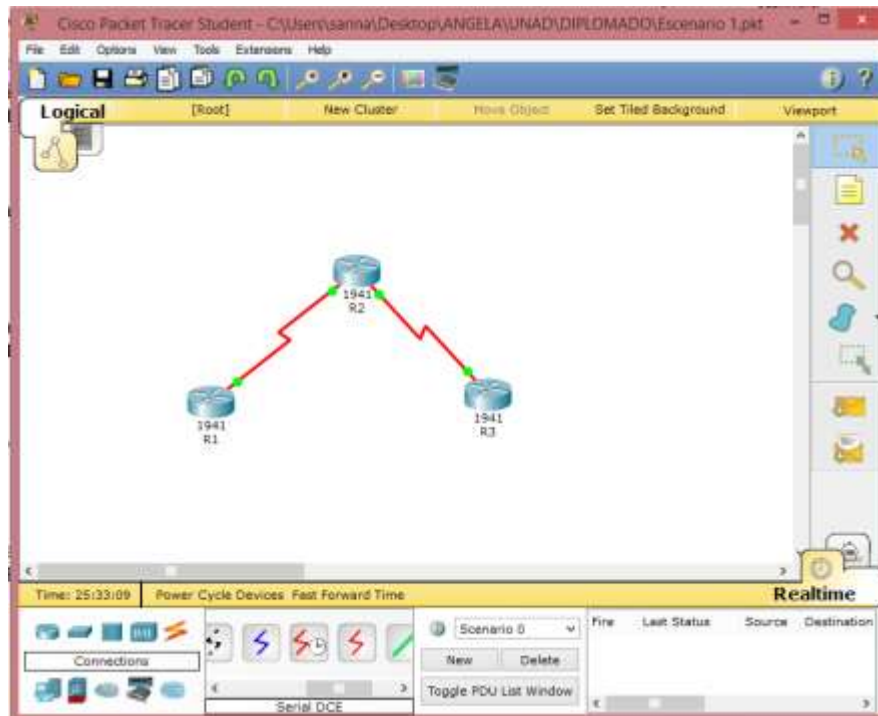 Cisco Packet Tracer Student - C:\Users\sanna\Desktop\ANGELA\UNAD\DIPLOMADO\Escenario 1.pkt
File Edit Options View Tools Extensions Help
Logical [Root] New Cluster Move Object Set Tiled Background Viewport
1941
R2
1941
R1
1941
R3
Time: 25:33:09 Power Cycle Devices Fast Forward Time Realtime
Scenario 0 Fire Last Status Source Destination
Connections New Delete
Toggle PDU List Window
Serial DCE